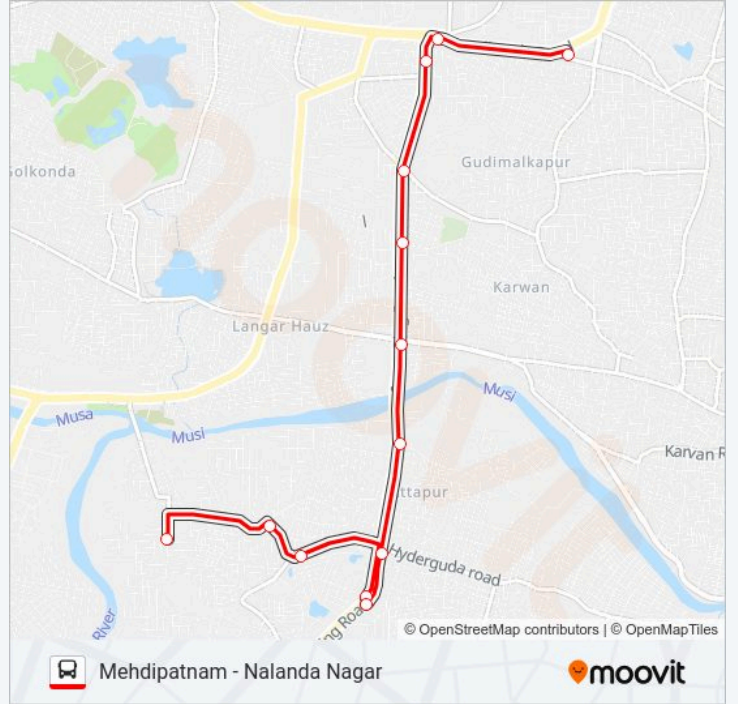 Gudimalkapur
Golkonda
Karwan
Langar Hauz
Musi
Musa
Musi
Karvan R
ttapur
Hyderguda road
River
ing Roa
© OpenStreetMap contributors | © OpenMapTiles
Mehdipatnam - Nalanda Nagar
moovit